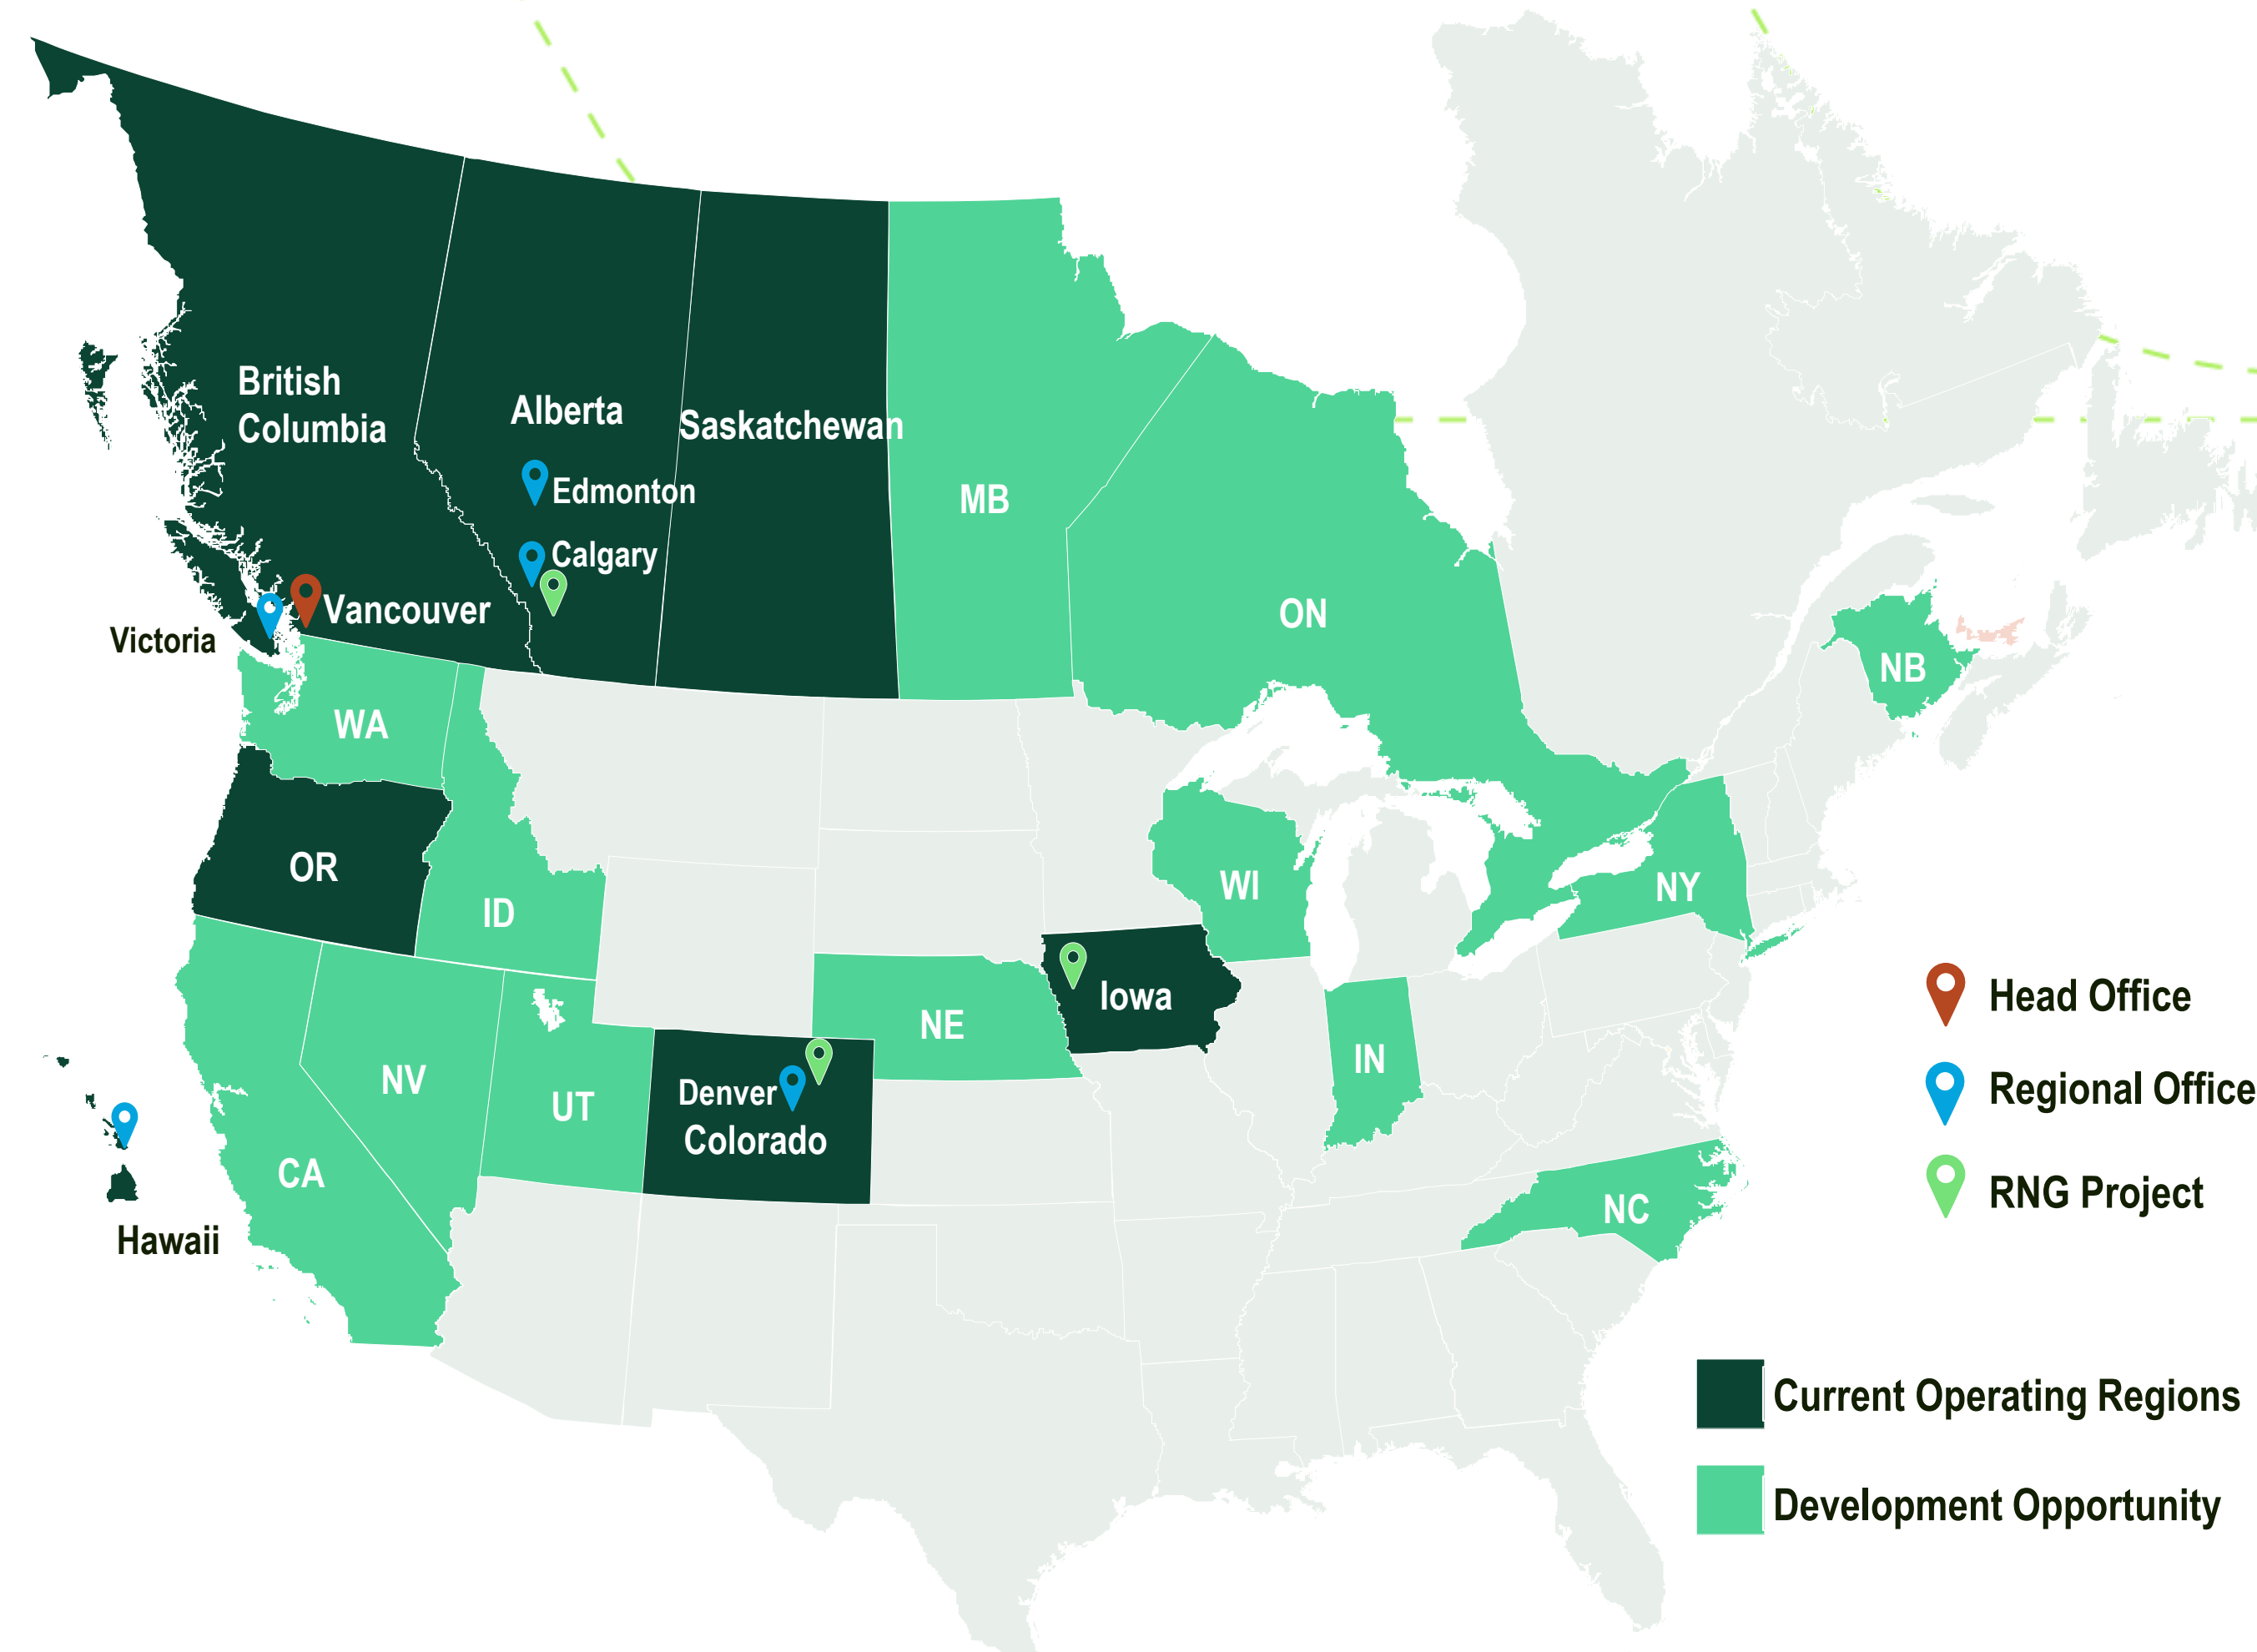 British
Columbia
Alberta
Saskatchewan
Edmonton
MB
Calgary
Vancouver
ON
Victoria
NB
WA
OR
ID
WI
NY
Iowa
NE
IN
NV
UT
Denver
Colorado
CA
NC
Hawaii
Head Office
Regional Office
RNG Project
Current Operating Regions
Development Opportunity